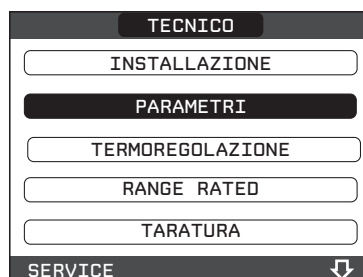 TECNICO
INSTALLAZIONE
PARAMETRI
TERMOREGOLAZIONE
RANGE RATED
TARATURA
SERVICE